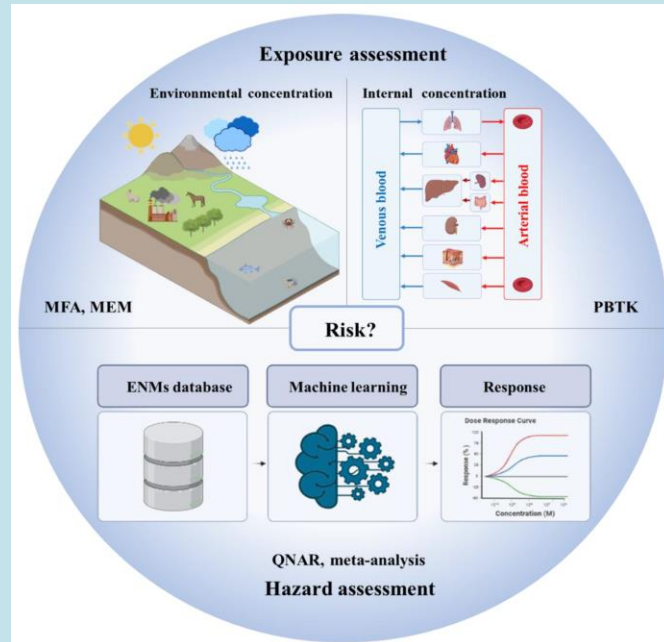 Exposure assessment
Environmental concentration
Internal concentration
Venous blood
Arterial blood
MFA, MEM
PBTK
Risk?
ENMs database
Machine learning
Response
Dose Response Curve
Response (%)
Concentration (M)
QNAR, meta-analysis
Hazard assessment